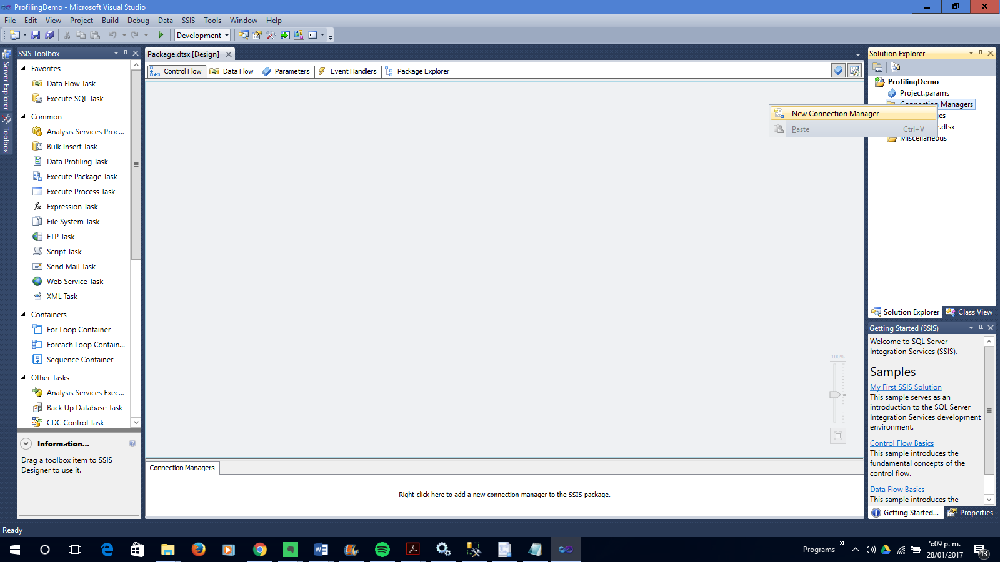 ProfilingDemo - Microsoft Visual Studio
File Edit View Project Build Debug Data SSIS Tools Window Help
Development
Server Explorer
Toolbox
SSIS Toolbox
Favorites
Data Flow Task
Execute SQL Task
Common
Analysis Services Proc...
Bulk Insert Task
Data Profiling Task
Execute Package Task
Execute Process Task
Expression Task
File System Task
FTP Task
Script Task
Send Mail Task
Web Service Task
XML Task
Containers
For Loop Container
Foreach Loop Contain...
Sequence Container
Other Tasks
Analysis Services Exec...
Back Up Database Task
CDC Control Task
Information...
Drag a toolbox item to SSIS
Designer to use it.
Package.dtsx [Design]
Control Flow Data Flow Parameters Event Handlers Package Explorer
100%
Connection Managers
Right-click here to add a new connection manager to the SSIS package.
New Connection Manager
Paste Ctrl+V
Solution Explorer
ProfilingDemo
Project.params
Connection Managers
es
.dtsx
Miscellaneous
Solution Explorer Class View
Getting Started (SSIS)
Welcome to SQL Server
Integration Services (SSIS).
Samples
My First SSIS Solution
This sample serves as an
introduction to the SQL Server
Integration Services development
environment.
Control Flow Basics
This sample introduces the
fundamental concepts of the
control flow.
Data Flow Basics
This sample introduces the
Getting Started... Properties
Ready
Programs
5:09 p. m.
28/01/2017
13